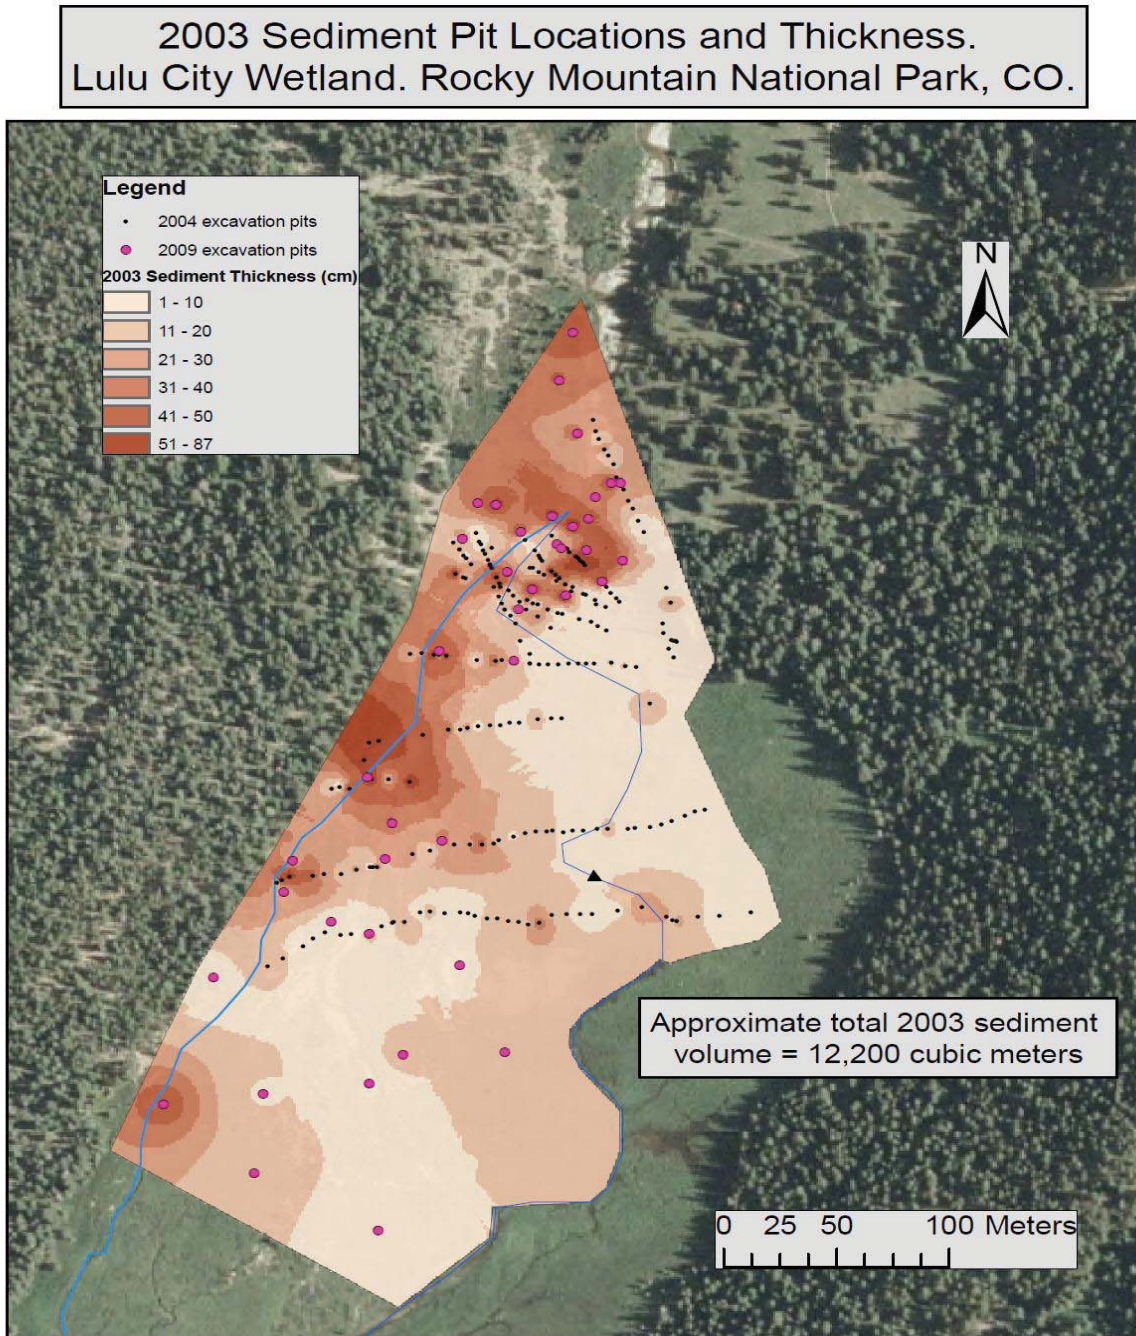 2003 Sediment Pit Locations and Thickness.
Lulu City Wetland. Rocky Mountain National Park, CO.
Legend
2004 excavation pits
2009 excavation pits
2003 Sediment Thickness (cm)
1 - 10
11 - 20
21 - 30
31 - 40
41 - 50
51 - 87
N
Approximate total 2003 sediment
volume = 12,200 cubic meters
0 25 50 100 Meters